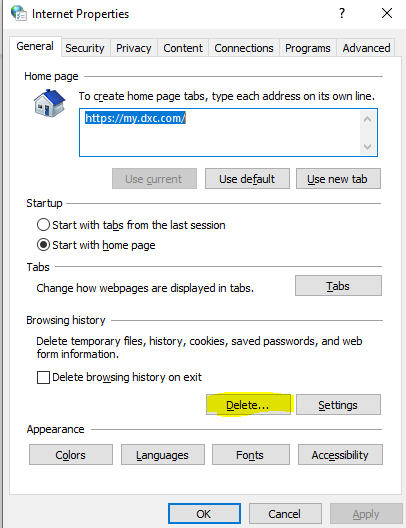 Internet Properties
General Security Privacy Content Connections Programs Advanced
Home page
To create home page tabs, type each address on its own line.
https://my.dxc.com/
Use current Use default Use new tab
Startup
Start with tabs from the last session
Start with home page
Tabs
Change how webpages are displayed in tabs. Tabs
Browsing history
Delete temporary files, history, cookies, saved passwords, and web
form information.
Delete browsing history on exit
Delete... Settings
Appearance
Colors Languages Fonts Accessibility
OK Cancel Apply